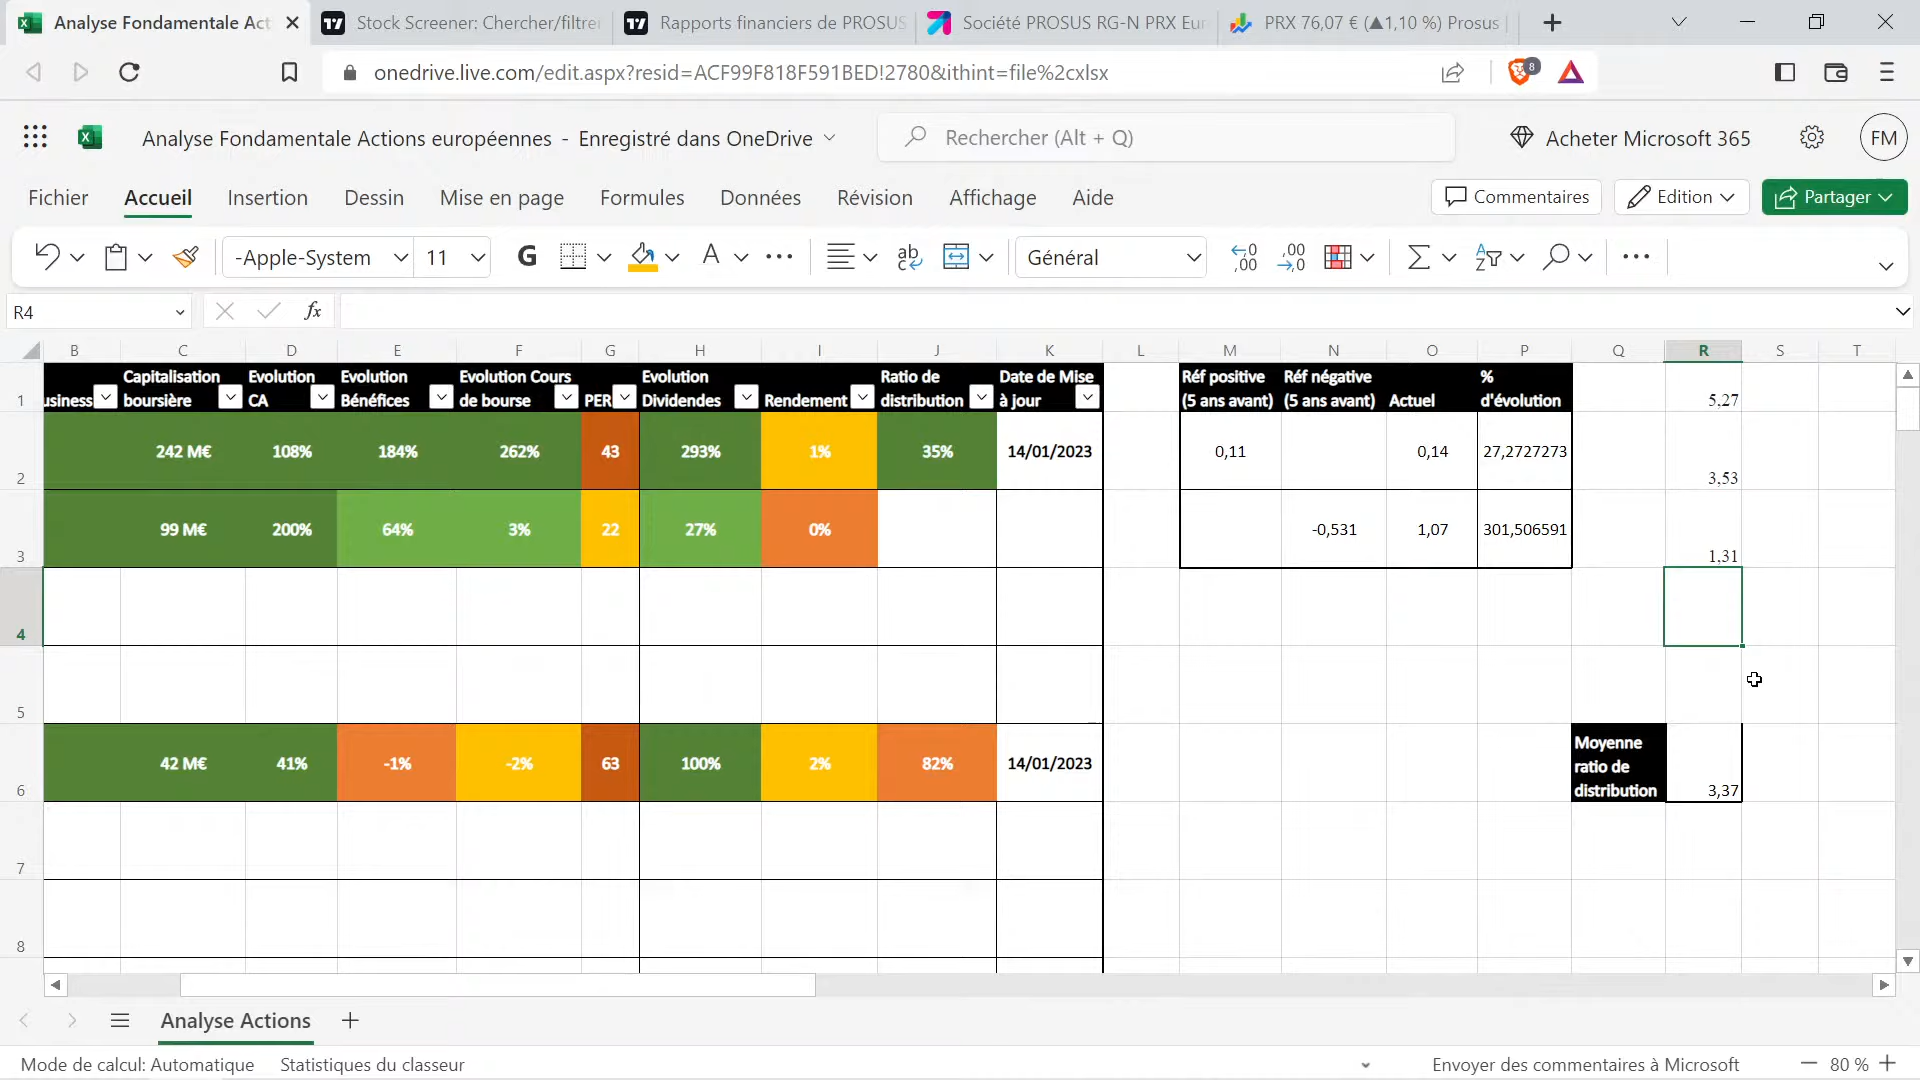 Analyse Fondamentale Acti
Stock Screener: Chercher/filtrer
Rapports financiers de PROSUS
Société PROSUS RG-N PRX Eur
PRX 76,07 € (▲1,10 %) Prosus
onedrive.live.com/edit.aspx?resid=ACF99F818F591BED!2780&ithint=file%2cxlsx
8
Analyse Fondamentale Actions européennes - Enregistré dans OneDrive
Rechercher (Alt + Q)
Acheter Microsoft 365
FM
Fichier Accueil Insertion Dessin Mise en page Formules Données Révision Affichage Aide
Commentaires
Edition
Partager
-Apple-System 11 G A ab Général
R4
fx
B C D E F G H I J K L M N O P Q R S T
1 usiness Capitalisation boursière Evolution CA Evolution Bénéfices Evolution Cours de bourse PER Evolution Dividendes Rendement Ratio de distribution Date de Mise à jour Réf positive (5 ans avant) Réf négative (5 ans avant) Actuel % d'évolution 5,27
2 242 M€ 108% 184% 262% 43 293% 1% 35% 14/01/2023 0,11 0,14 27,2727273 3,53
3 99 M€ 200% 64% 3% 22 27% 0% -0,531 1,07 301,506591 1,31
4
5
6 42 M€ 41% -1% -2% 63 100% 2% 82% 14/01/2023 Moyenne ratio de distribution 3,37
7
8
Analyse Actions
Mode de calcul: Automatique Statistiques du classeur
Envoyer des commentaires à Microsoft
80 %